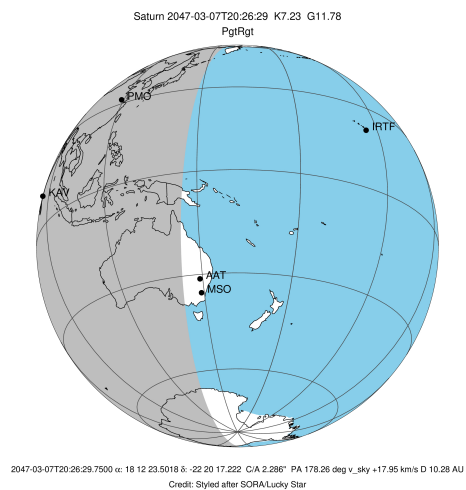 Saturn 2047-03-07T20:26:29 K7.23 G11.78
PgtRgt
PMO
IRTF
KAV
AAT
MSO
2047-03-07T20:26:29.7500 α: 18 12 23.5018 δ: -22 20 17.222 C/A 2.286" PA 178.26 deg v_sky +17.95 km/s D 10.28 AU
Credit: Styled after SORA/Lucky Star